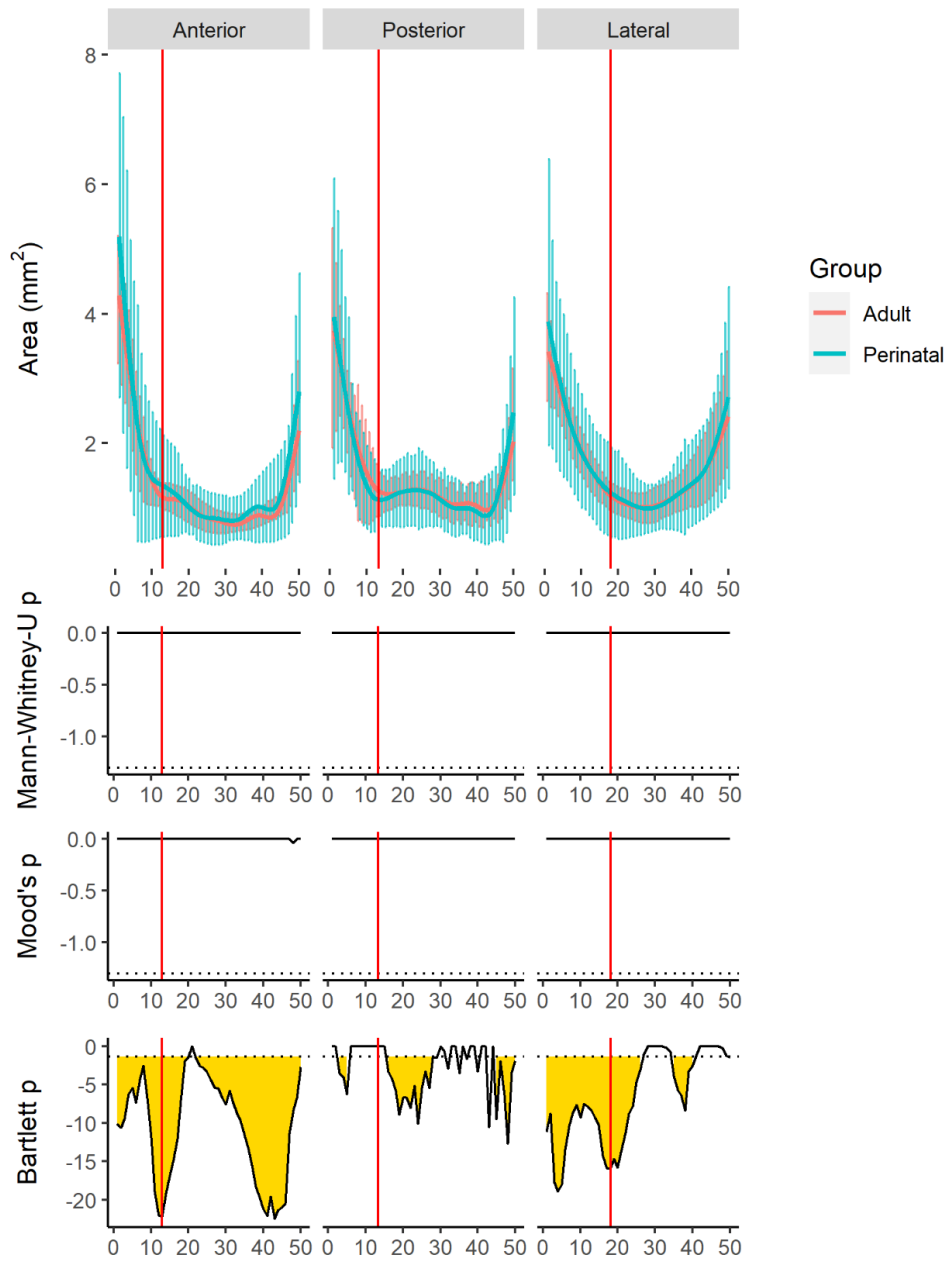 Anterior Posterior Lateral
8
6
4
2
Area (mm²)
0 10 20 30 40 50 0 10 20 30 40 50 0 10 20 30 40 50
Group
Adult
Perinatal
Mann-Whitney-U p
0.0
-0.5
-1.0
0 10 20 30 40 50 0 10 20 30 40 50 0 10 20 30 40 50
Mood's p
0.0
-0.5
-1.0
0 10 20 30 40 50 0 10 20 30 40 50 0 10 20 30 40 50
Bartlett p
0
-5
-10
-15
-20
0 10 20 30 40 50 0 10 20 30 40 50 0 10 20 30 40 50